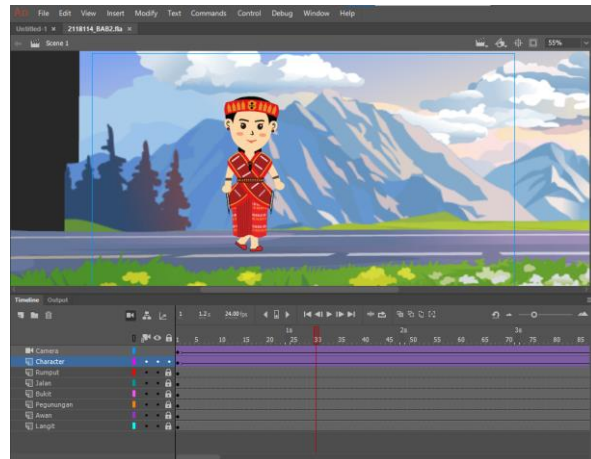 An File Edit View Insert Modify Text Commands Control Debug Window Help
Untitled-1 × 2118114_BAB2.fla ×
Scene 1 55%
Timeline Output
1 1.2 s 24.00 fps
1s 2s 3s
1 5 10 15 20 25 30 35 40 45 50 55 60 65 70 75 80 85
Camera
Character
Rumput
Jalan
Bukit
Pegunungan
Awan
Langit